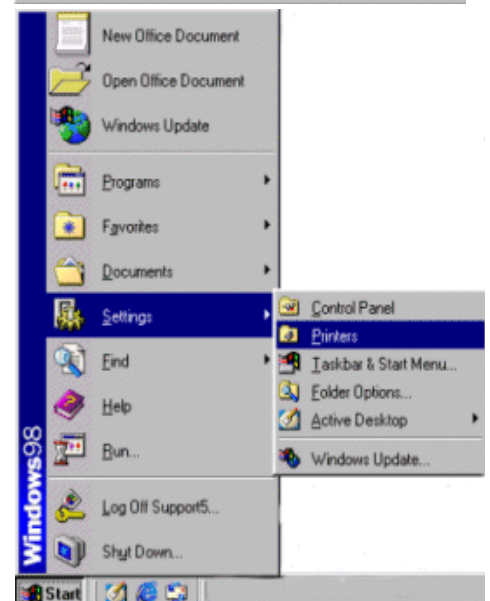 New Office Document
Open Office Document
Windows Update
Programs
Favorites
Documents
Settings
Find
Help
Run...
Log Off Support5...
Shut Down...
Control Panel
Printers
Taskbar & Start Menu...
Folder Options...
Active Desktop
Windows Update...
Windows98
Start